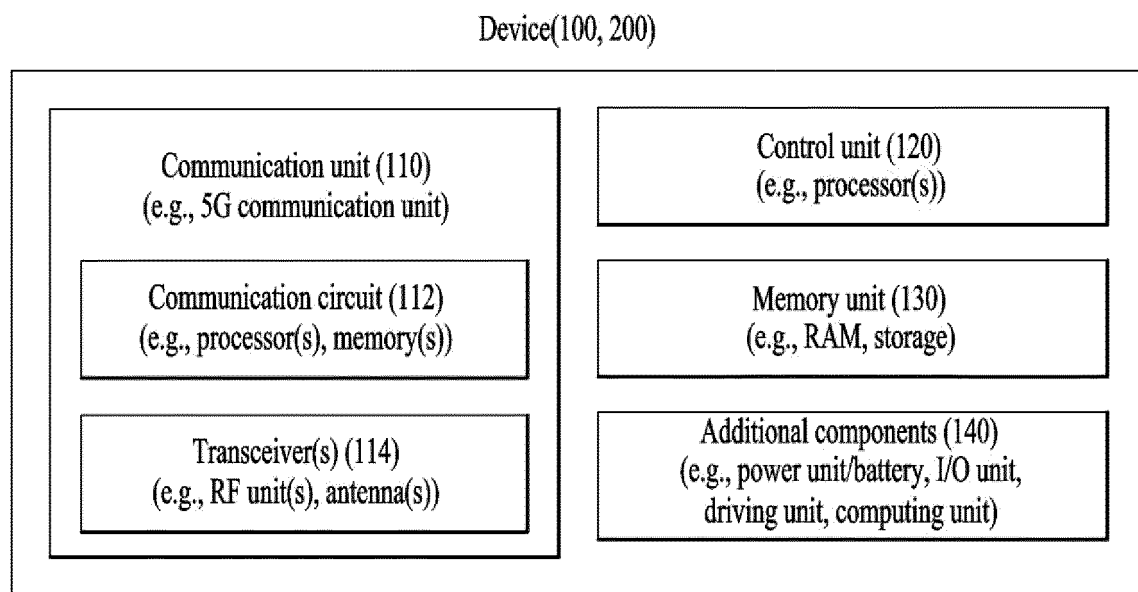 Device(100, 200)
Communication unit (110)
(e.g., 5G communication unit)
Communication circuit (112)
(e.g., processor(s), memory(s))
Transceiver(s) (114)
(e.g., RF unit(s), antenna(s))
Control unit (120)
(e.g., processor(s))
Memory unit (130)
(e.g., RAM, storage)
Additional components (140)
(e.g., power unit/battery, I/O unit,
driving unit, computing unit)